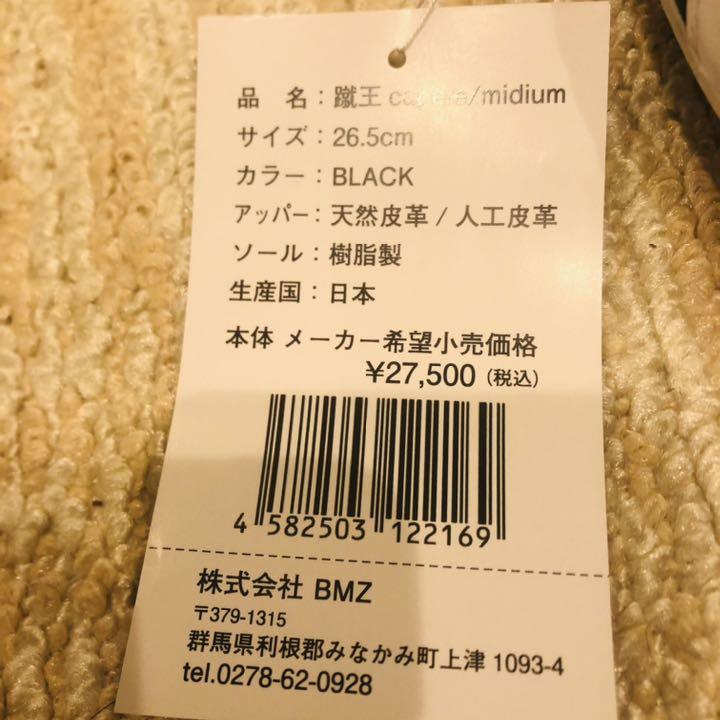 品 名：蹴王 /midium
サイズ：26.5cm
カラー：BLACK
アッパー：天然皮革 / 人工皮革
ソール：樹脂製
生産国：日本
本体 メーカー希望小売価格
¥27,500（税込）
4 582503 122169
株式会社 BMZ
〒379-1315
群馬県利根郡みなかみ町上津 1093-4
tel.0278-62-0928